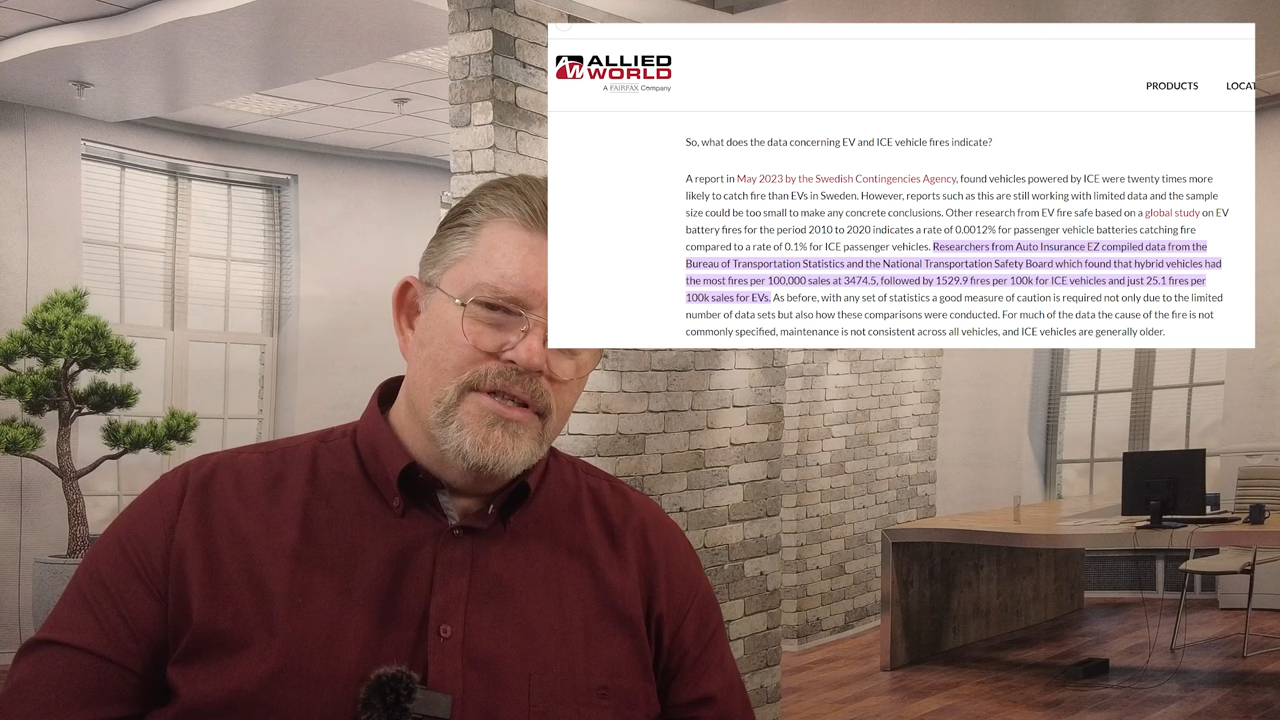 ALLIED
WORLD
A FAIRFAX Company
PRODUCTS
LOCAT
So, what does the data concerning EV and ICE vehicle fires indicate?
A report in May 2023 by the Swedish Contingencies Agency, found vehicles powered by ICE were twenty times more
likely to catch fire than EVs in Sweden. However, reports such as this are still working with limited data and the sample
size could be too small to make any concrete conclusions. Other research from EV fire safe based on a global study on EV
battery fires for the period 2010 to 2020 indicates a rate of 0.0012% for passenger vehicle batteries catching fire
compared to a rate of 0.1% for ICE passenger vehicles. Researchers from Auto Insurance EZ compiled data from the
Bureau of Transportation Statistics and the National Transportation Safety Board which found that hybrid vehicles had
the most fires per 100,000 sales at 3474.5, followed by 1529.9 fires per 100k for ICE vehicles and just 25.1 fires per
100k sales for EVs. As before, with any set of statistics a good measure of caution is required not only due to the limited
number of data sets but also how these comparisons were conducted. For much of the data the cause of the fire is not
commonly specified, maintenance is not consistent across all vehicles, and ICE vehicles are generally older.